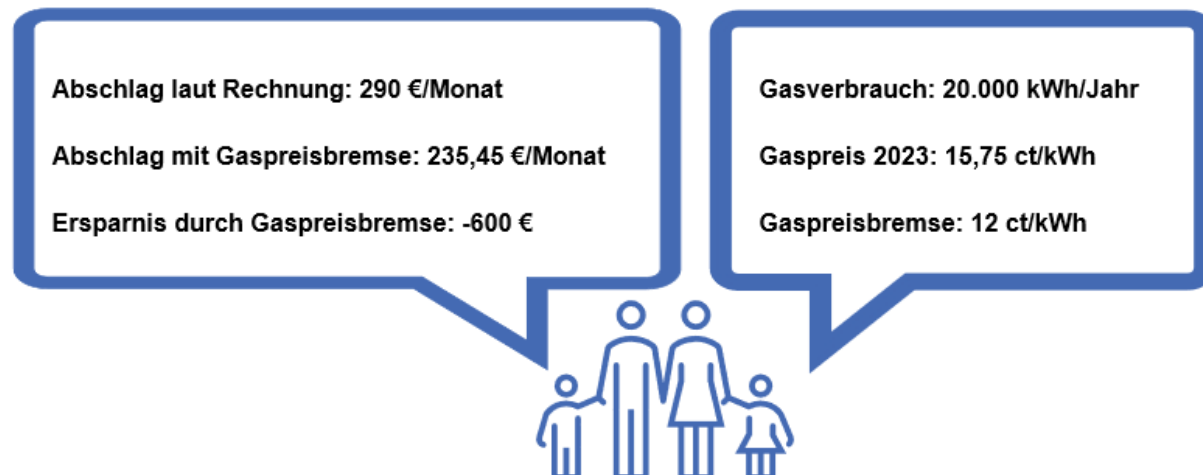 Abschlag laut Rechnung: 290 €/Monat
Abschlag mit Gaspreisbremse: 235,45 €/Monat
Ersparnis durch Gaspreisbremse: -600 €
Gasverbrauch: 20.000 kWh/Jahr
Gaspreis 2023: 15,75 ct/kWh
Gaspreisbremse: 12 ct/kWh